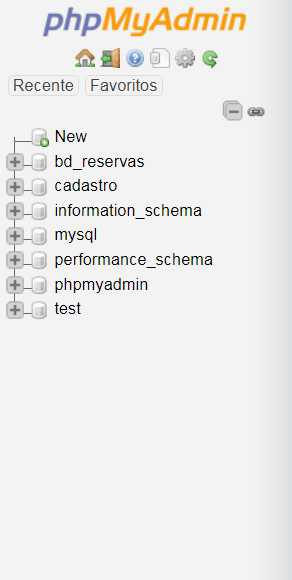 phpMyAdmin
Recente Favoritos
New
bd_reservas
cadastro
information_schema
mysql
performance_schema
phpmyadmin
test